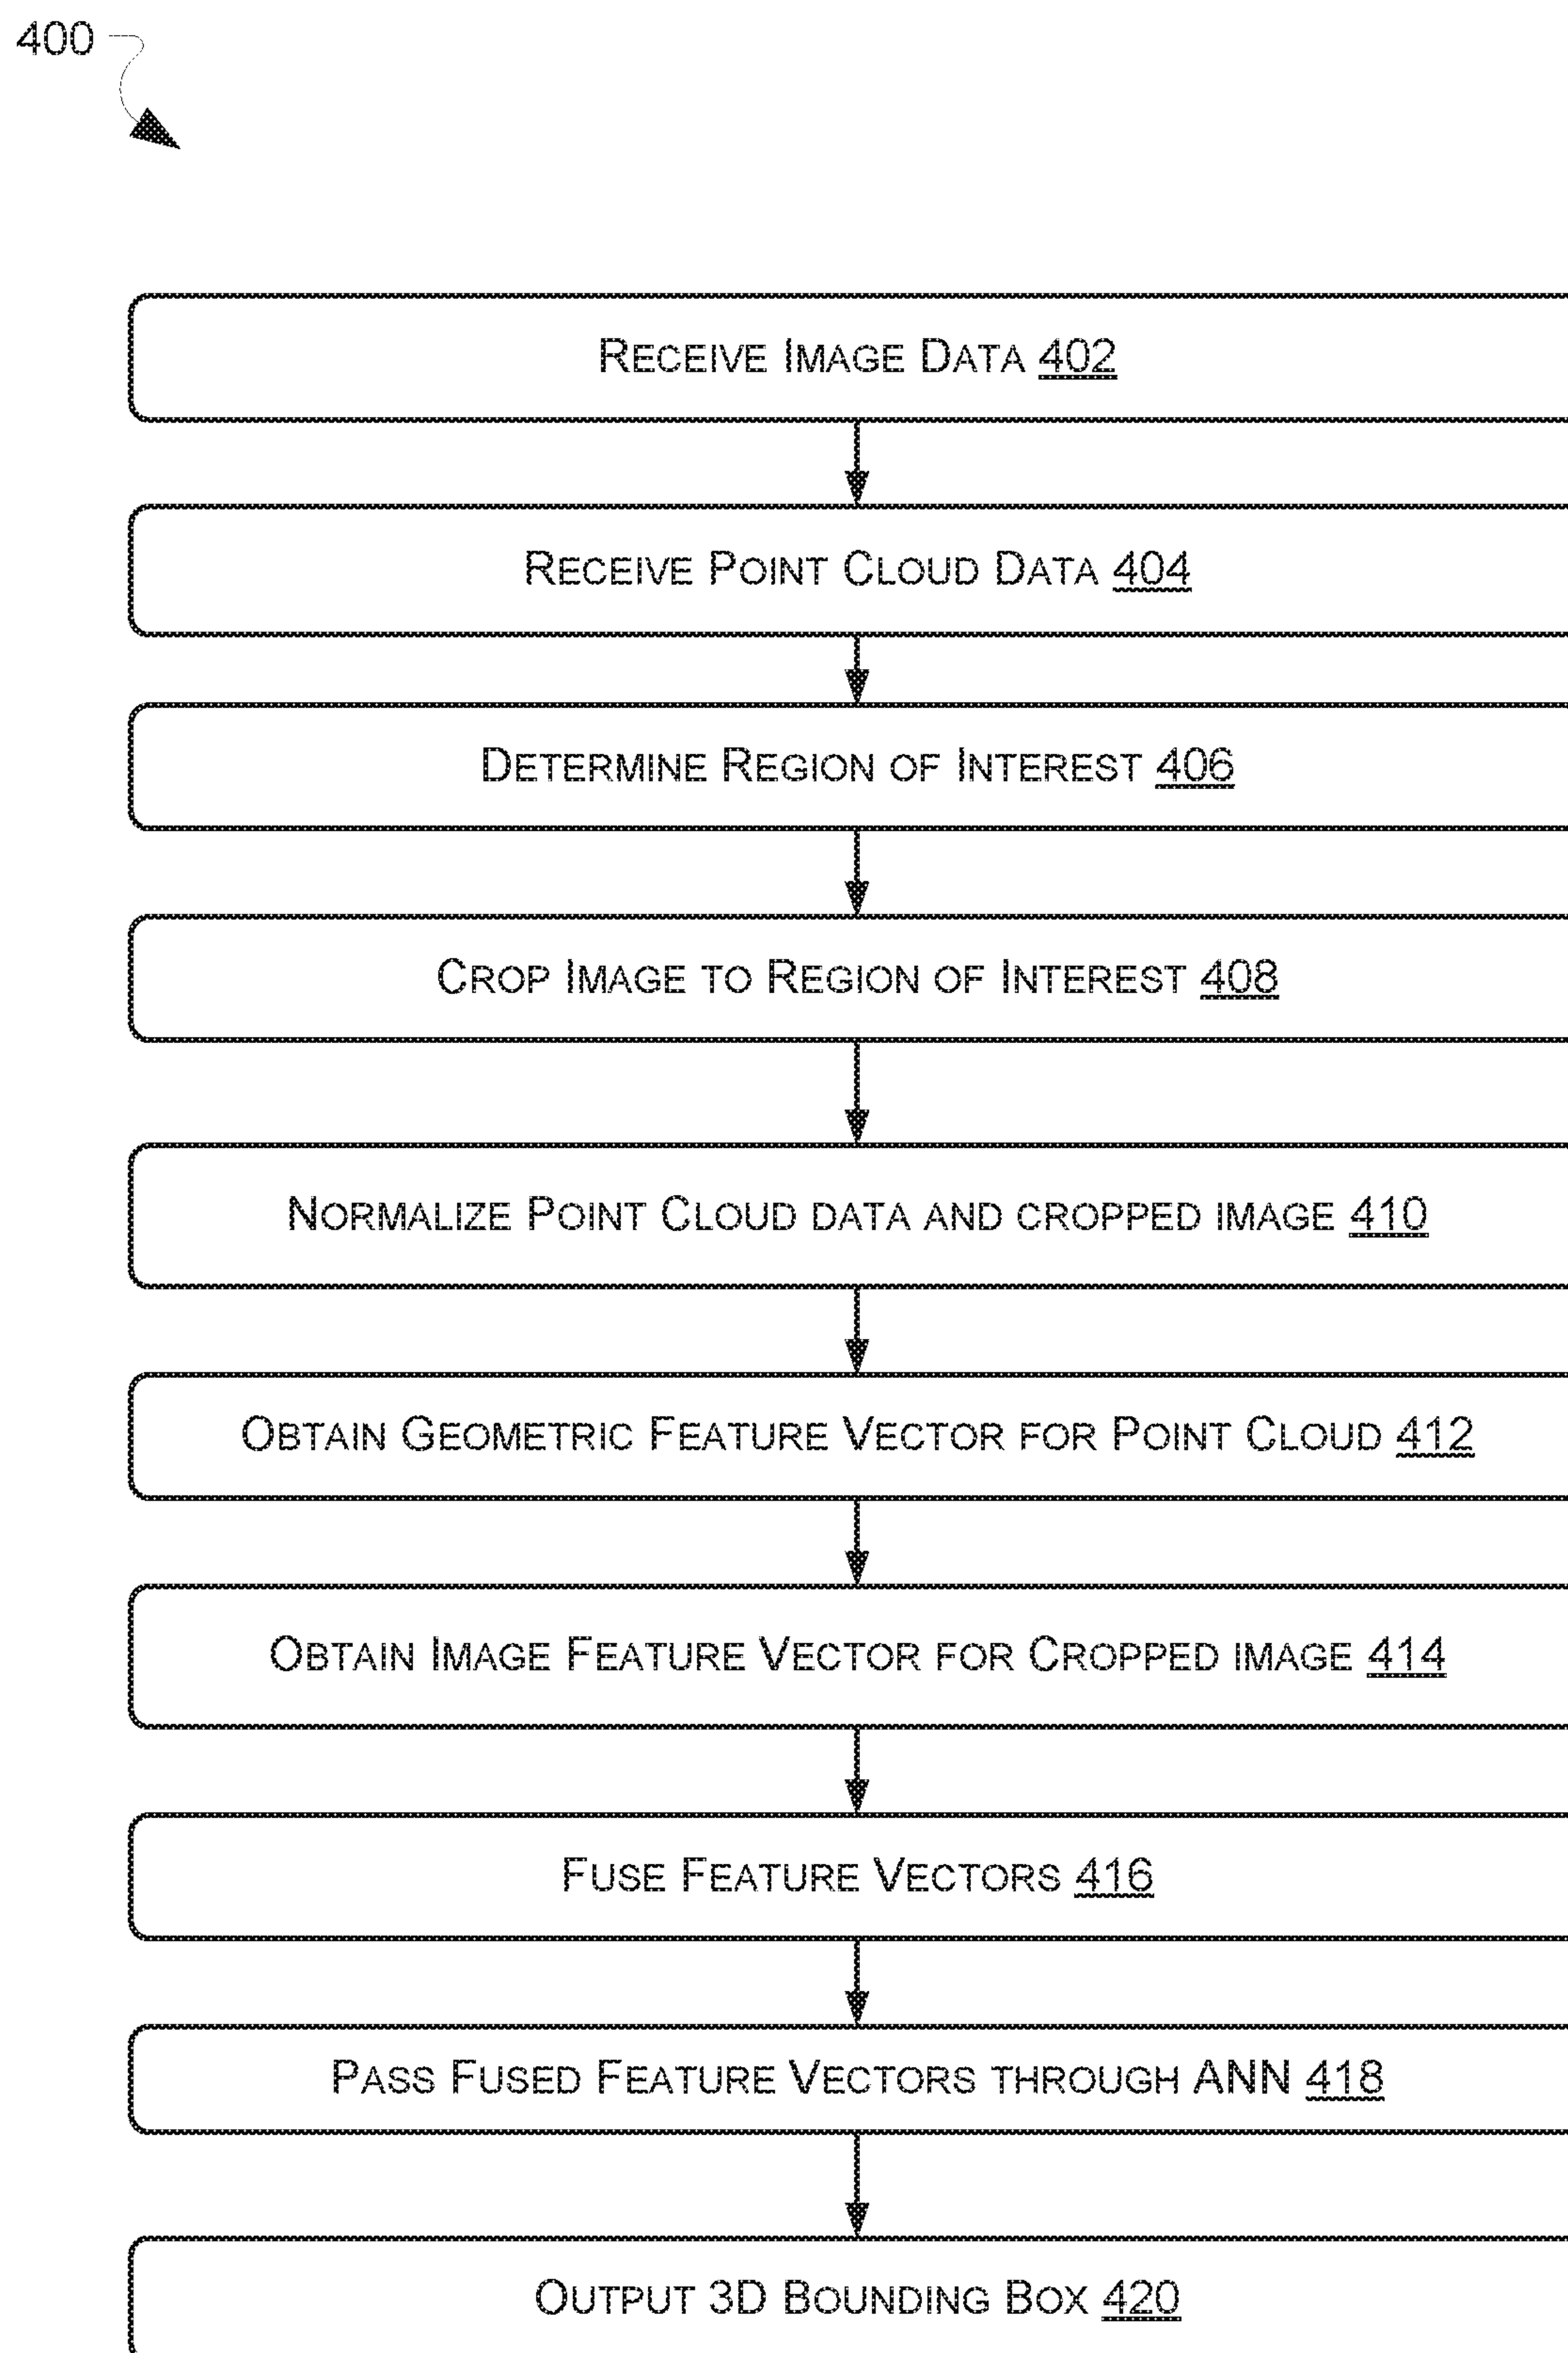 400
Receive Image Data 402
Receive Point Cloud Data 404
Determine Region of Interest 406
Crop Image to Region of Interest 408
Normalize Point Cloud data and cropped image 410
Obtain Geometric Feature Vector for Point Cloud 412
Obtain Image Feature Vector for Cropped image 414
Fuse Feature Vectors 416
Pass Fused Feature Vectors through ANN 418
Output 3D Bounding Box 420